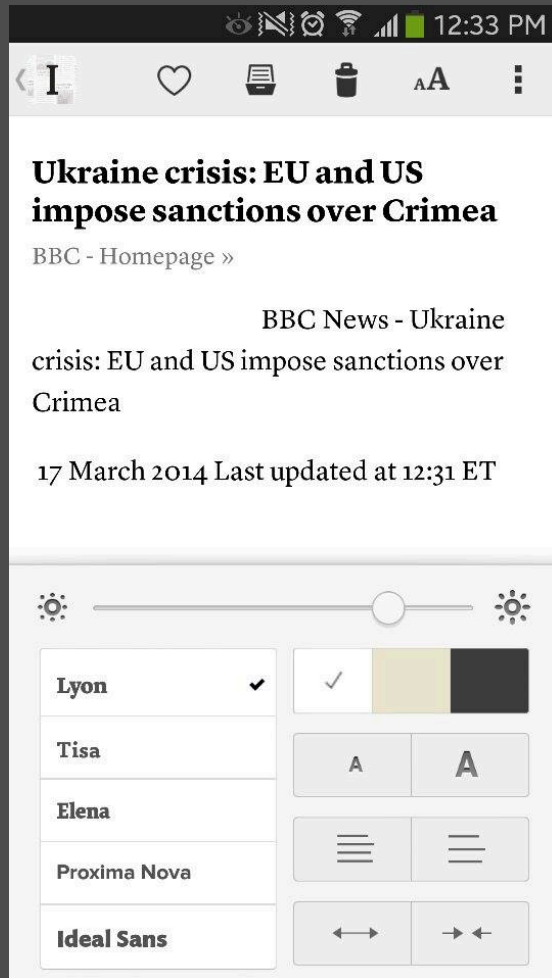 12:33 PM
I
AA
Ukraine crisis: EU and US
impose sanctions over Crimea
BBC - Homepage »
BBC News - Ukraine
crisis: EU and US impose sanctions over
Crimea
17 March 2014 Last updated at 12:31 ET
Lyon
Tisa
A A
Elena
Proxima Nova
Ideal Sans